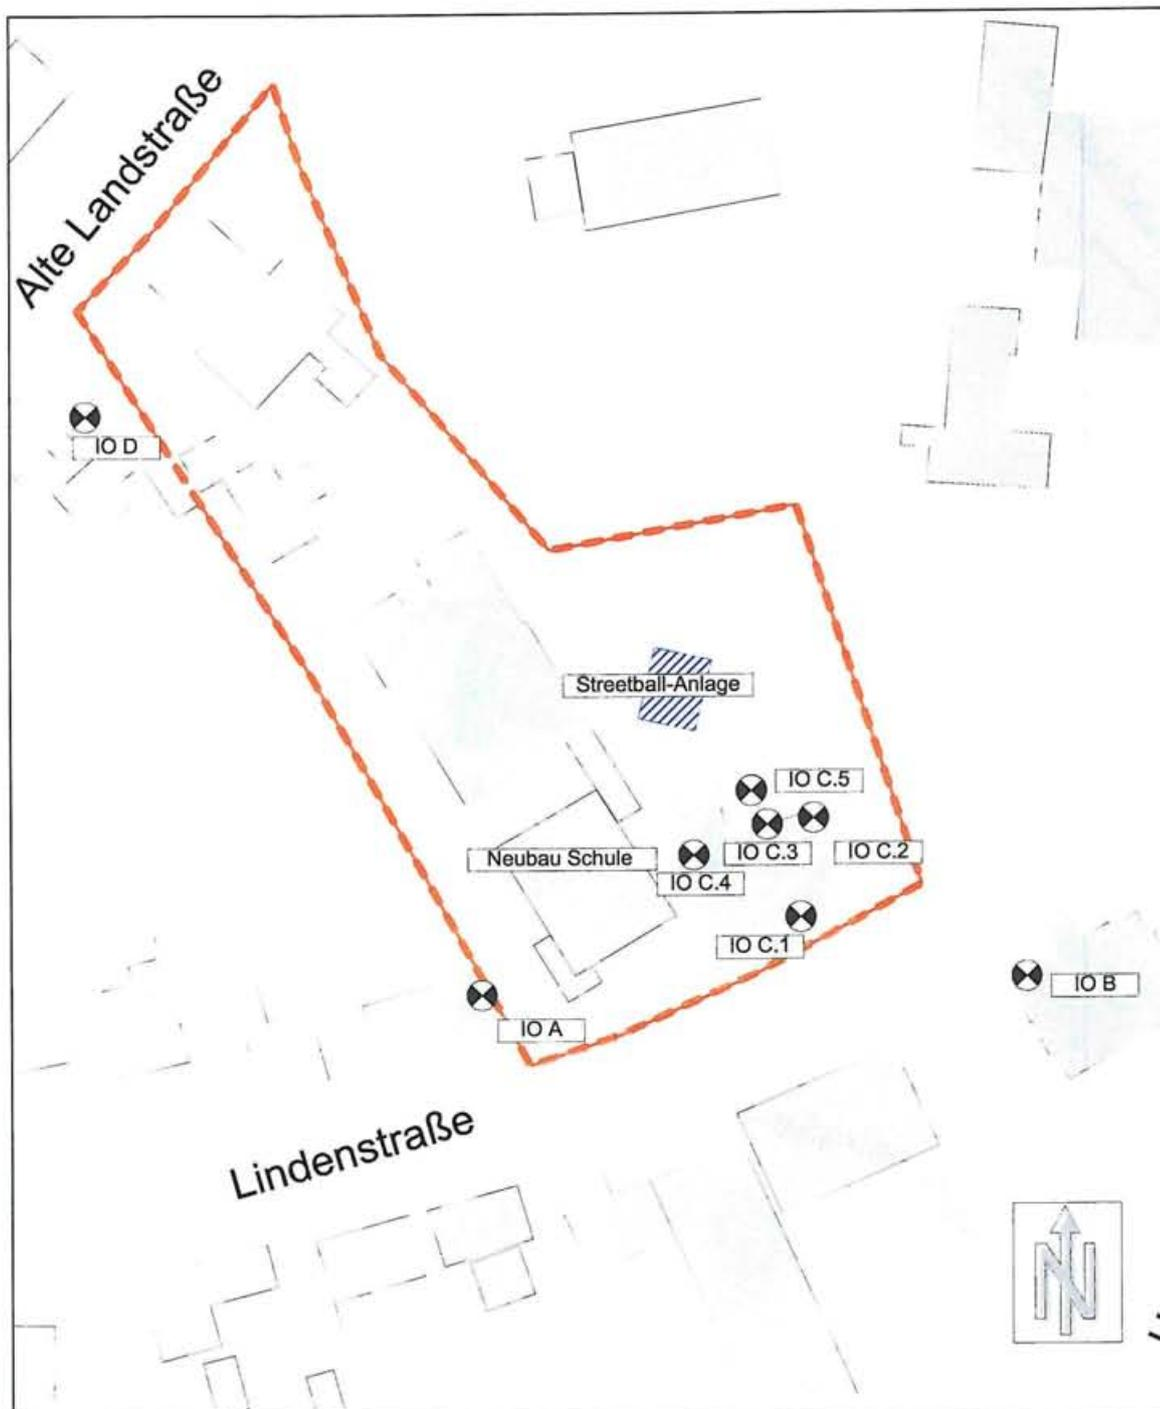 Alte Landstraße
IO D
Streetball-Anlage
IO C.5
Neubau Schule
IO C.3
IO C.2
IO C.4
IO C.1
IO B
IO A
Lindenstraße
N